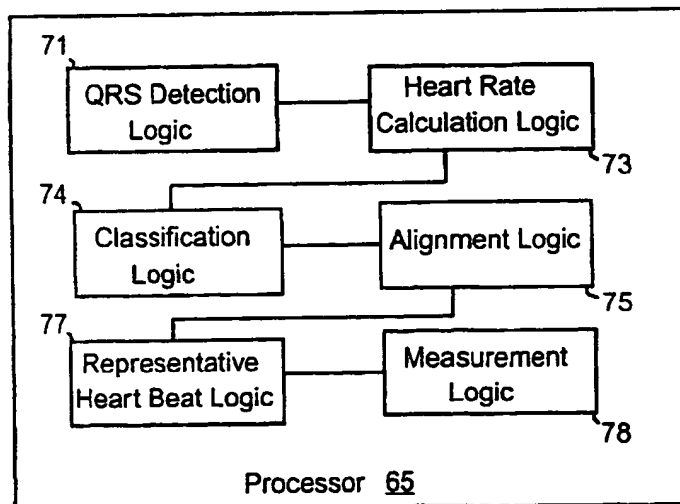 71
QRS Detection
Logic
Heart Rate
Calculation Logic
73
74
Classification
Logic
Alignment Logic
75
77
Representative
Heart Beat Logic
Measurement
Logic
78
Processor 65